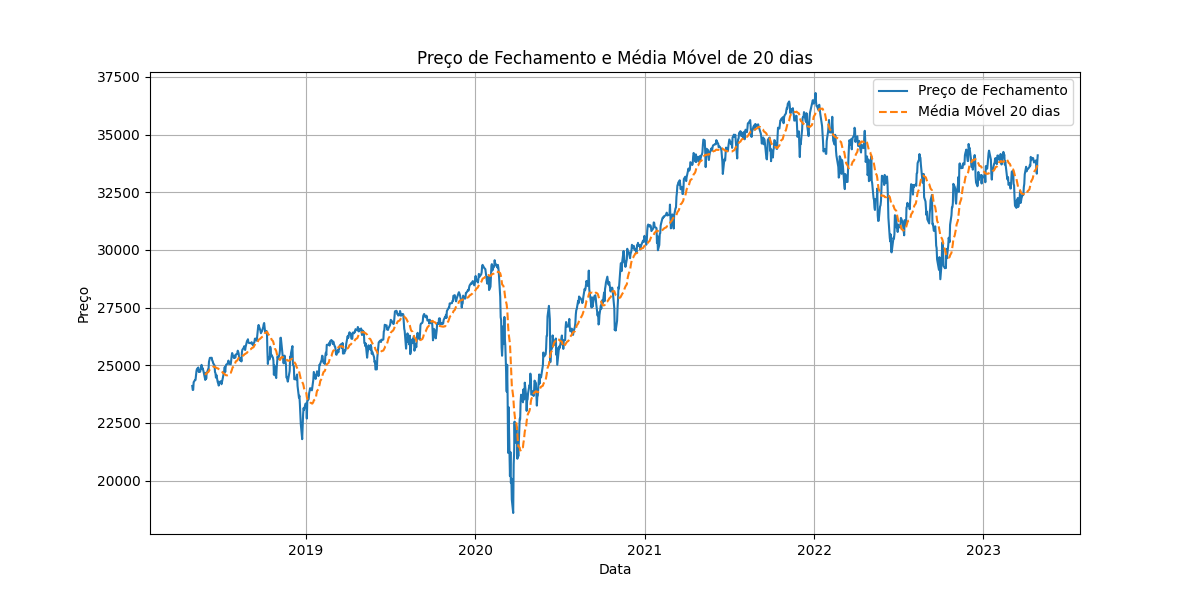 Preço de Fechamento e Média Móvel de 20 dias
Preço de Fechamento
Média Móvel 20 dias
37500
35000
32500
30000
27500
25000
22500
20000
Preço
2019
2020
2021
2022
2023
Data